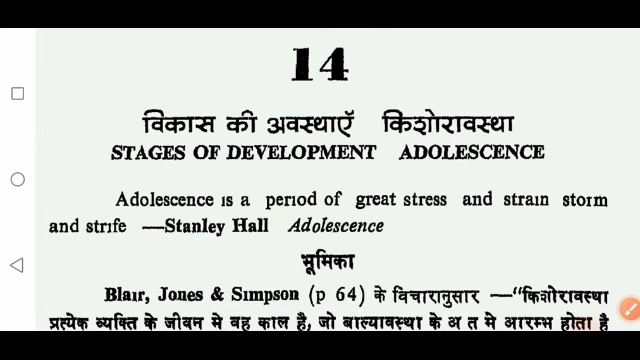 14
विकास की अवस्थाएँ किशोरावस्था
STAGES OF DEVELOPMENT ADOLESCENCE
Adolescence is a period of great stress and strain storm
and strife —Stanley Hall Adolescence
भूमिका
Blair, Jones & Simpson (p 64) के विचारानुसार —"किशोरावस्था
प्रत्येक व्यक्ति के जीवन मे वह काल है, जो बाल्यावस्था के अ त मे आरम्भ होता है